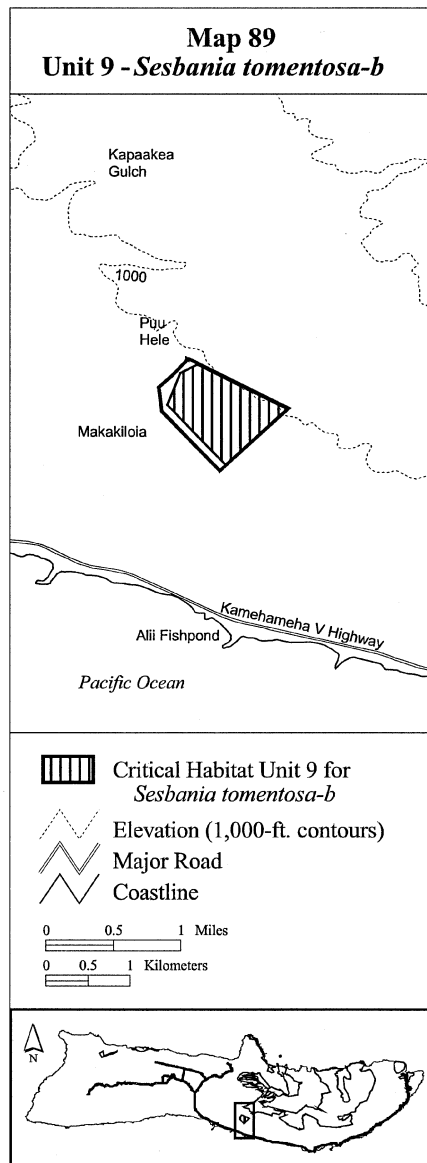 Map 89
Unit 9 - Sesbania tomentosa-b
Kapaakea
Gulch
1000
Puu
Hele
Makakiloia
Kamehameha V Highway
Alii Fishpond
Pacific Ocean
Critical Habitat Unit 9 for
Sesbania tomentosa-b
Elevation (1,000-ft. contours)
Major Road
Coastline
0 0.5 1 Miles
0 0.5 1 Kilometers
N